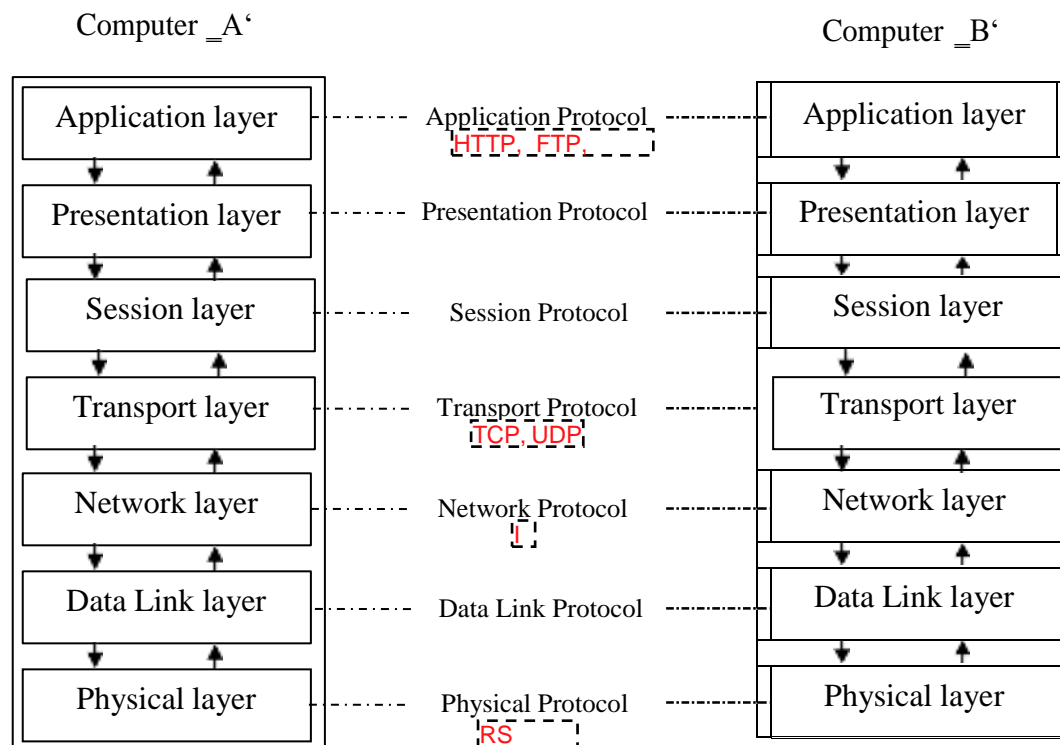 Computer _A‘
Computer _B‘
Application layer
Application Protocol
HTTP, FTP,
Application layer
Presentation layer
Presentation Protocol
Presentation layer
Session layer
Session Protocol
Session layer
Transport layer
Transport Protocol
TCP, UDP
Transport layer
Network layer
Network Protocol
I
Network layer
Data Link layer
Data Link Protocol
Data Link layer
Physical layer
Physical Protocol
RS
Physical layer